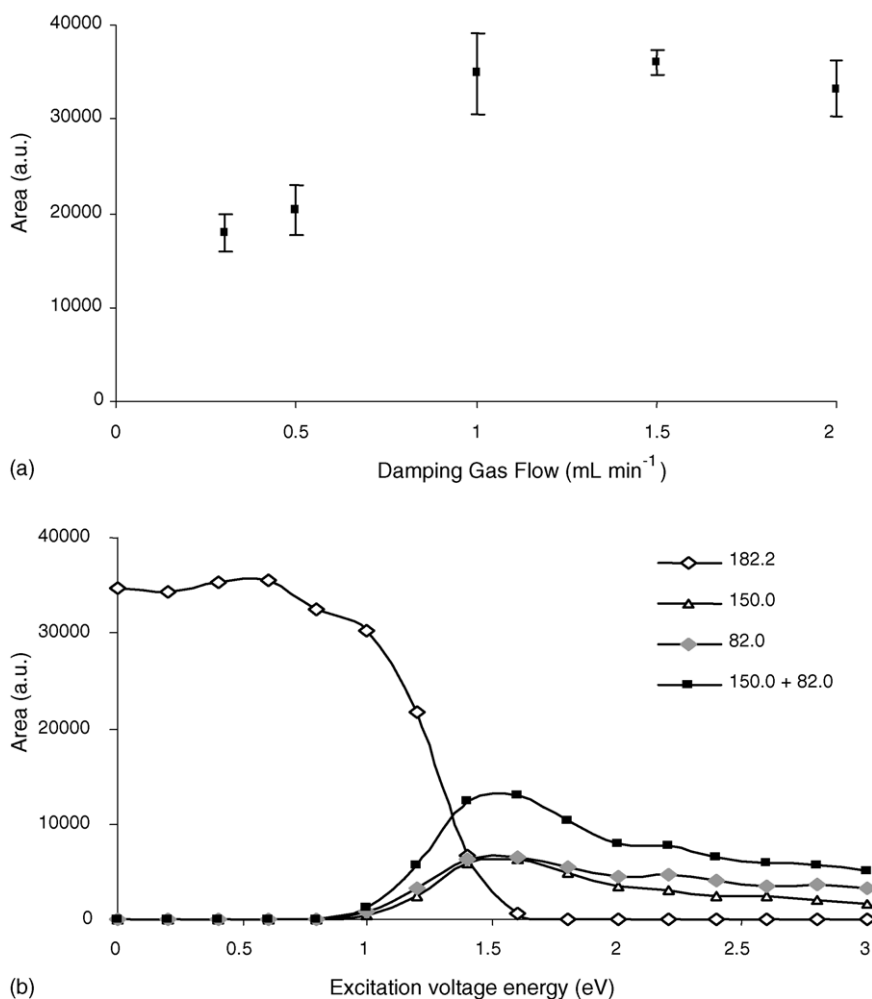 40000
30000
20000
10000
0
Area (a.u.)
0 0.5 1 1.5 2
(a)
Damping Gas Flow (mL min⁻¹)
40000
30000
20000
10000
0
Area (a.u.)
182.2
150.0
82.0
150.0 + 82.0
0 0.5 1 1.5 2 2.5 3
(b)
Excitation voltage energy (eV)